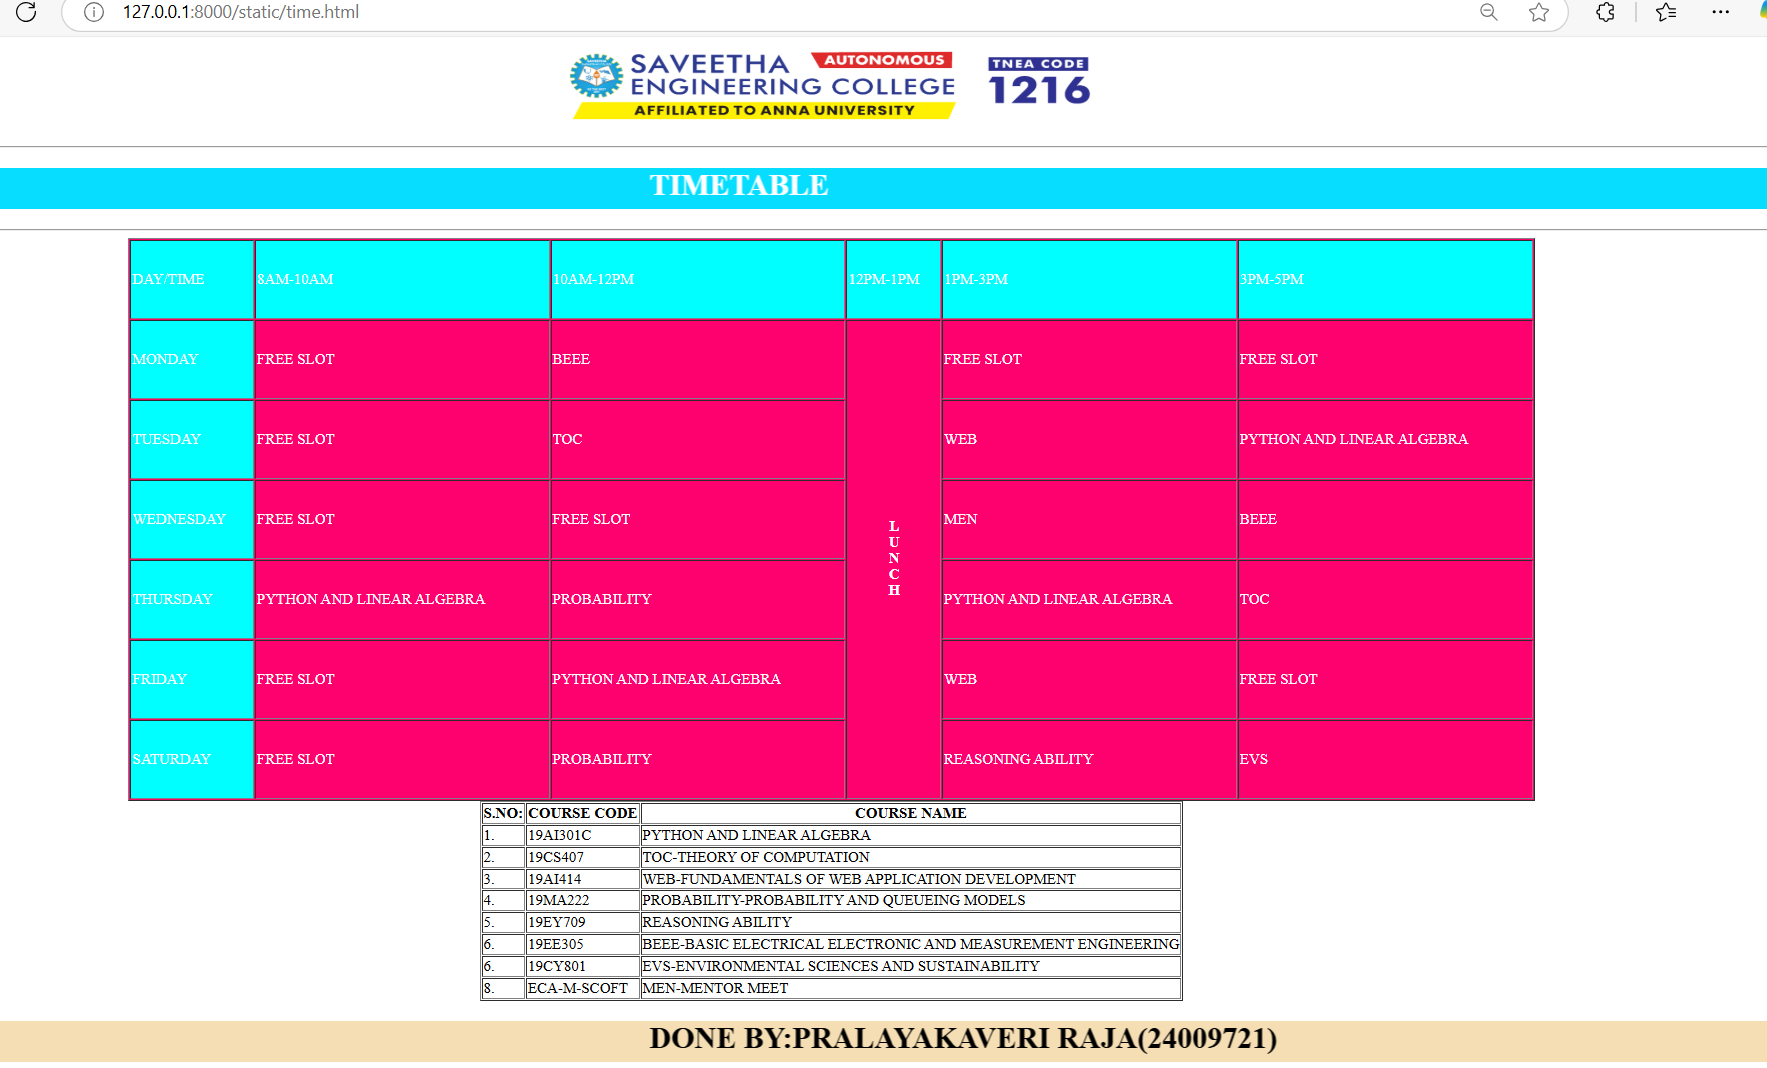 127.0.0.1:8000/static/time.html
SAVEETHA AUTONOMOUS
ENGINEERING COLLEGE
AFFILIATED TO ANNA UNIVERSITY
TNEA CODE
1216
TIMETABLE
DAY/TIME 8AM-10AM 10AM-12PM 12PM-1PM 1PM-3PM 3PM-5PM
MONDAY FREE SLOT BEEE FREE SLOT FREE SLOT
TUESDAY FREE SLOT TOC WEB PYTHON AND LINEAR ALGEBRA
WEDNESDAY FREE SLOT FREE SLOT MEN BEEE
L
U
N
C
H
THURSDAY PYTHON AND LINEAR ALGEBRA PROBABILITY PYTHON AND LINEAR ALGEBRA TOC
FRIDAY FREE SLOT PYTHON AND LINEAR ALGEBRA WEB FREE SLOT
SATURDAY FREE SLOT PROBABILITY REASONING ABILITY EVS
S.NO: COURSE CODE COURSE NAME
1. 19AI301C PYTHON AND LINEAR ALGEBRA
2. 19CS407 TOC-THEORY OF COMPUTATION
3. 19AI414 WEB-FUNDAMENTALS OF WEB APPLICATION DEVELOPMENT
4. 19MA222 PROBABILITY-PROBABILITY AND QUEUEING MODELS
5. 19EY709 REASONING ABILITY
6. 19EE305 BEEE-BASIC ELECTRICAL ELECTRONIC AND MEASUREMENT ENGINEERING
6. 19CY801 EVS-ENVIRONMENTAL SCIENCES AND SUSTAINABILITY
8. ECA-M-SCOFT MEN-MENTOR MEET
DONE BY:PRALAYAKAVERI RAJA(24009721)